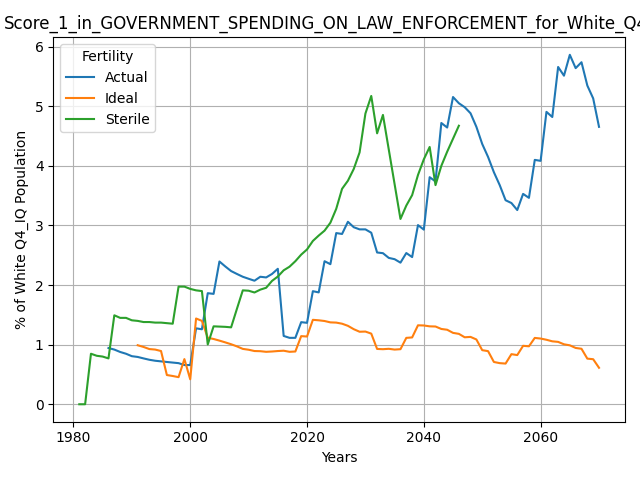 Score_1_in_GOVERNMENT_SPENDING_ON_LAW_ENFORCEMENT_for_White_Q4
Fertility
Actual
Ideal
Sterile
% of White Q4_IQ Population
6
5
4
3
2
1
0
1980 2000 2020 2040 2060
Years